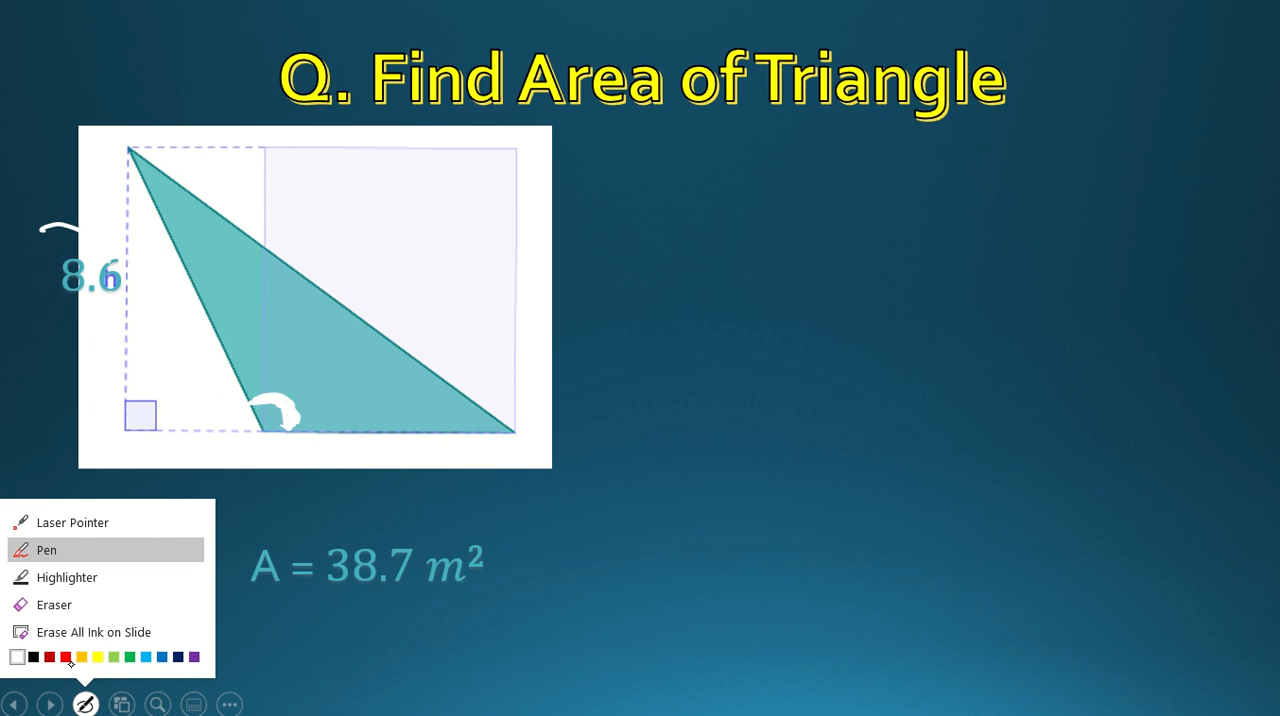 Q. Find Area of Triangle
8.6
Laser Pointer
Pen
Highlighter
Eraser
Erase All Ink on Slide
A = 38.7 m²